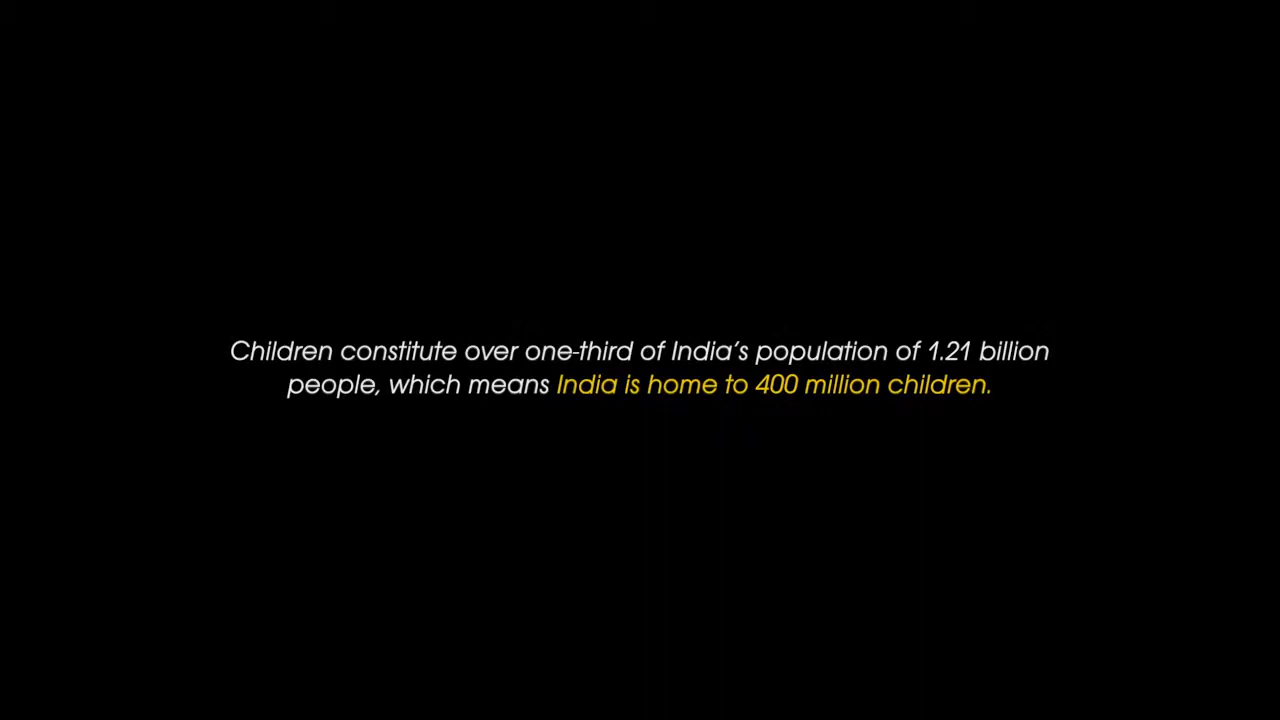 Children constitute over one-third of India’s population of 1.21 billion
people, which means India is home to 400 million children.